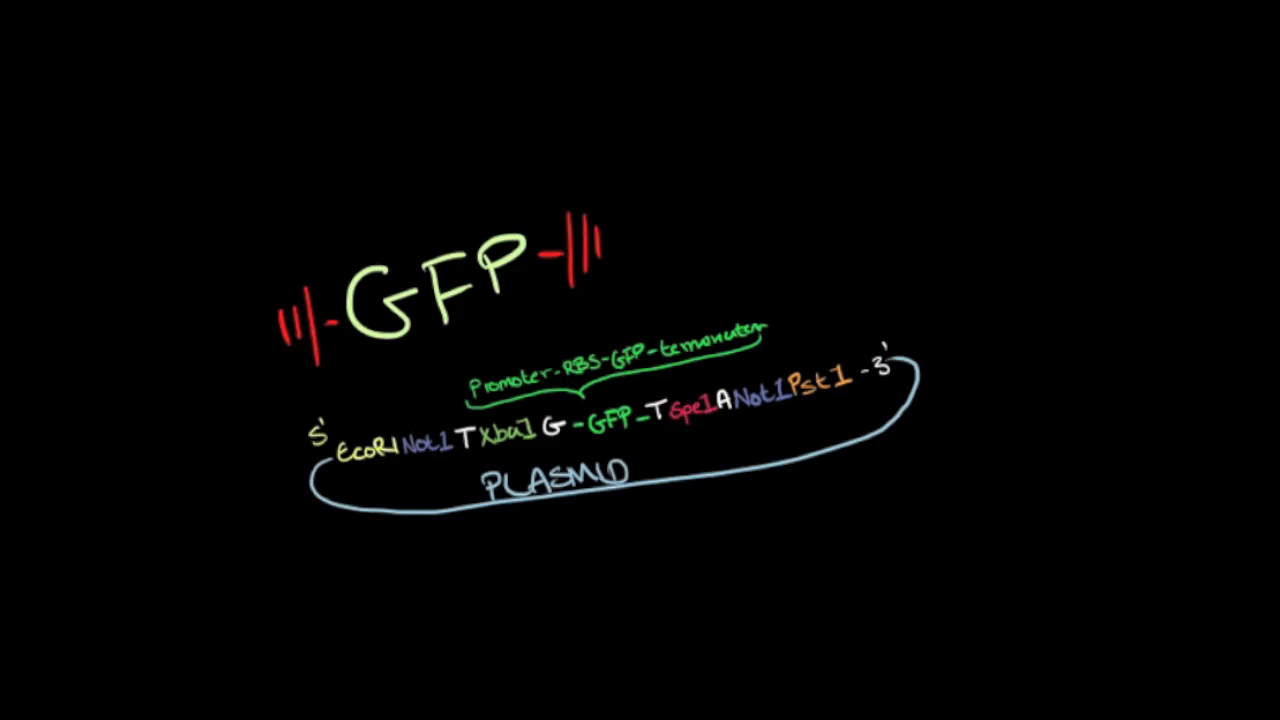 GFP
Promoter-RBS-GFP-terminator
5' EcoRI Not1 T Xba1 G - GFP - T Spe1 A Not1 Pst1 - 3'
PLASMID